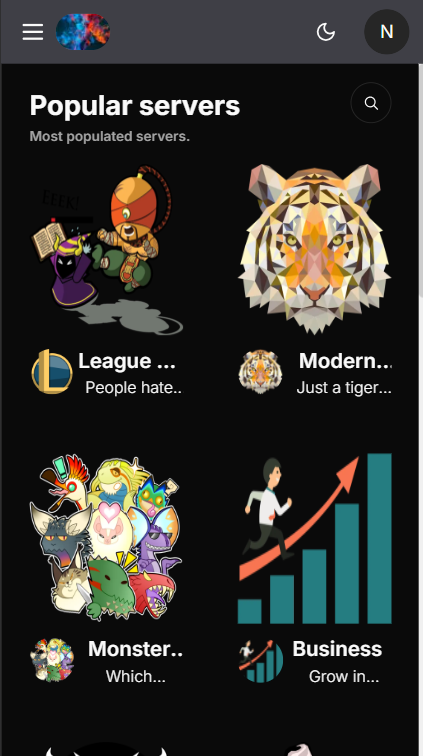 N
Popular servers
Most populated servers.
EEEK!
League ...
Modern...
People hate..
Just a tiger...
Monster..
Business
Which...
Grow in...